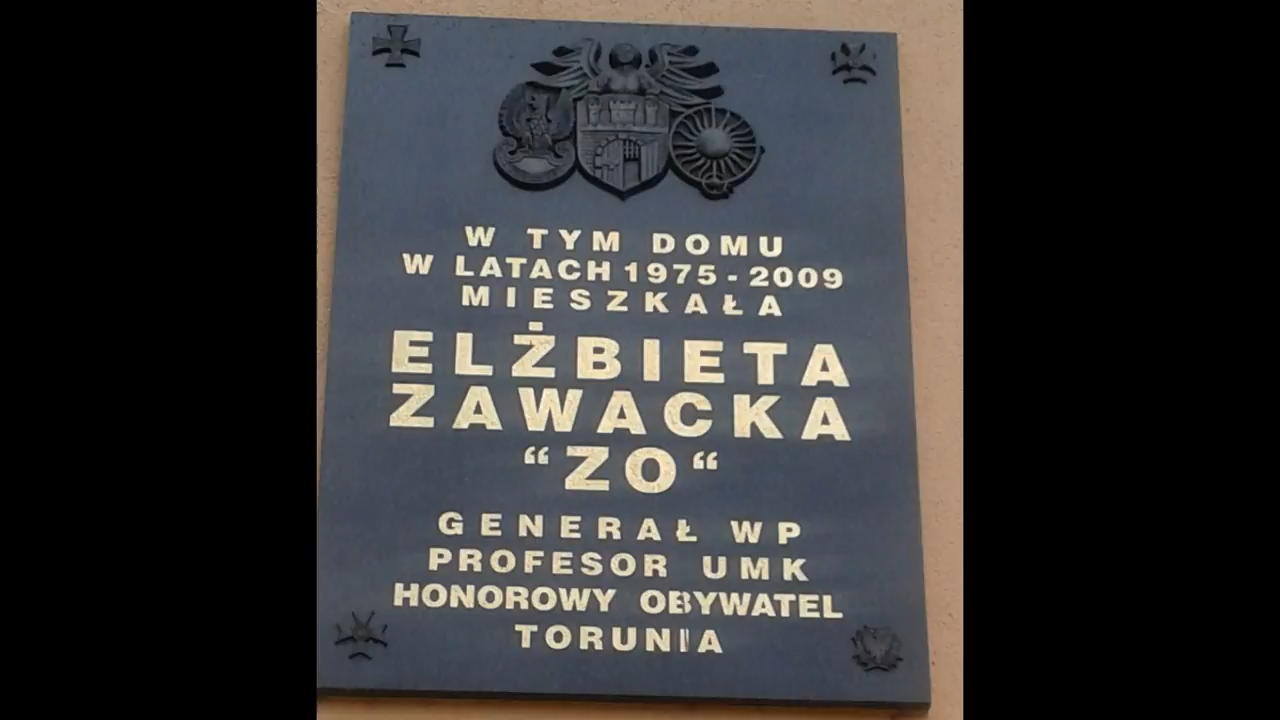 W TYM DOMU
W LATACH 1975-2009
MIESZKAŁA
ELŻBIETA
ZAWACKA
“ZO“
GENERAŁ WP
PROFESOR UMK
HONOROWY OBYWATEL
TORUNIA